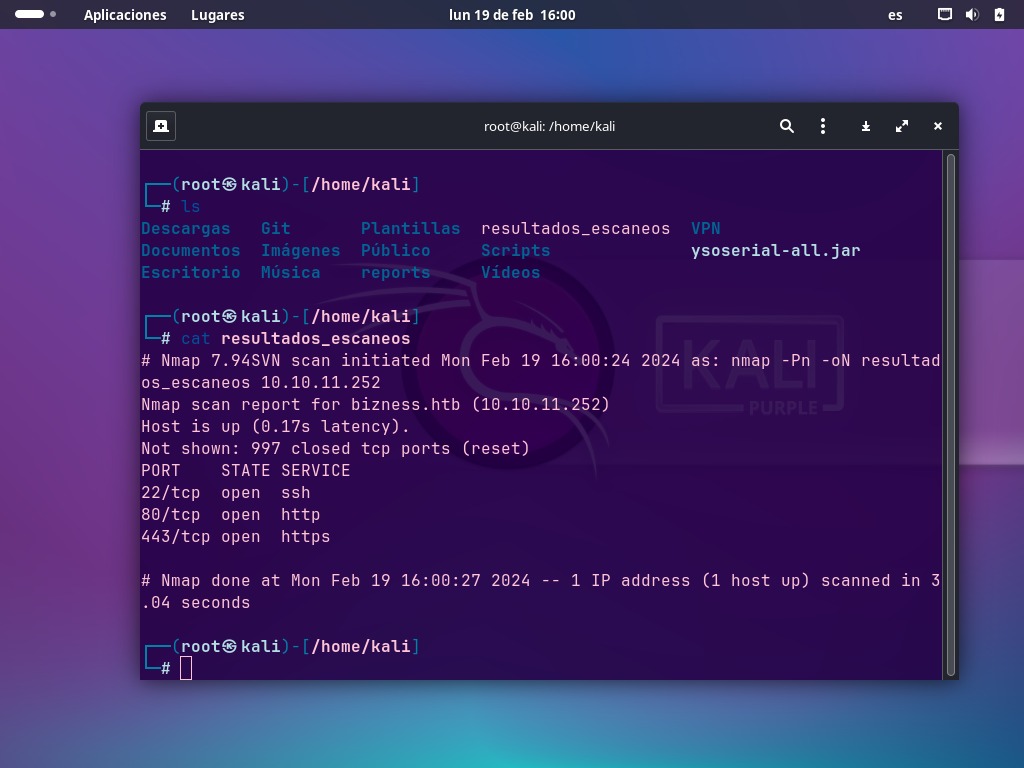 Aplicaciones Lugares lun 19 de feb 16:00 es
root@kali: /home/kali
┌──(root㉿kali)-[/home/kali]
└─# ls
Descargas Git Plantillas resultados_escaneos VPN
Documentos Imágenes Público Scripts ysoserial-all.jar
Escritorio Música reports Vídeos
┌──(root㉿kali)-[/home/kali]
└─# cat resultados_escaneos
# Nmap 7.94SVN scan initiated Mon Feb 19 16:00:24 2024 as: nmap -Pn -oN resultad
os_escaneos 10.10.11.252
Nmap scan report for bizness.htb (10.10.11.252)
Host is up (0.17s latency).
Not shown: 997 closed tcp ports (reset)
PORT STATE SERVICE
22/tcp open ssh
80/tcp open http
443/tcp open https
# Nmap done at Mon Feb 19 16:00:27 2024 -- 1 IP address (1 host up) scanned in 3
.04 seconds
┌──(root㉿kali)-[/home/kali]
└─#
KALI
PURPLE